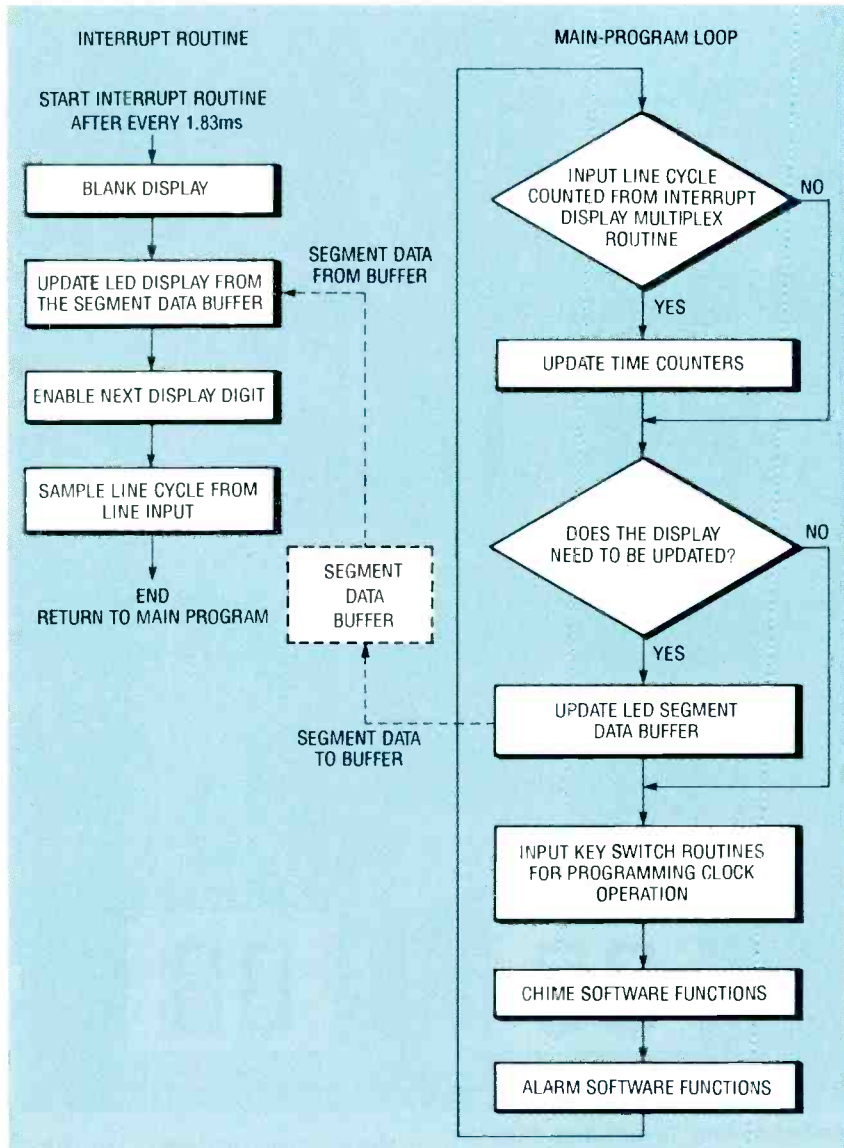 INTERRUPT ROUTINE
START INTERRUPT ROUTINE
AFTER EVERY 1.83ms
BLANK DISPLAY
UPDATE LED DISPLAY FROM
THE SEGMENT DATA BUFFER
ENABLE NEXT DISPLAY DIGIT
SAMPLE LINE CYCLE FROM
LINE INPUT
END
RETURN TO MAIN PROGRAM
SEGMENT DATA
FROM BUFFER
SEGMENT
DATA
BUFFER
SEGMENT DATA
TO BUFFER
MAIN-PROGRAM LOOP
INPUT LINE CYCLE
COUNTED FROM INTERRUPT
DISPLAY MULTIPLEX
ROUTINE
NO
YES
UPDATE TIME COUNTERS
DOES THE DISPLAY
NEED TO BE UPDATED?
NO
YES
UPDATE LED SEGMENT
DATA BUFFER
INPUT KEY SWITCH ROUTINES
FOR PROGRAMMING CLOCK
OPERATION
CHIME SOFTWARE FUNCTIONS
ALARM SOFTWARE FUNCTIONS